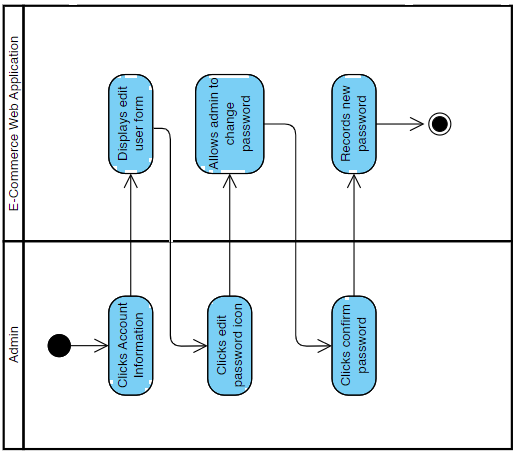 E-Commerce Web Application
Displays edit
user form
Allows admin to
change
password
Records new
password
Admin
Clicks Account
Information
Clicks edit
password icon
Clicks confirm
password